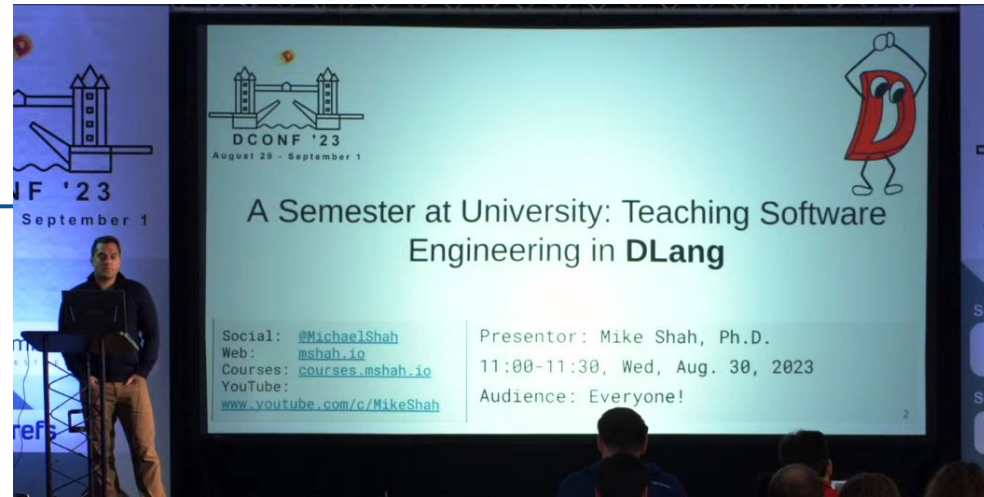 DCONF '23
August 29 - September 1
D
A Semester at University: Teaching Software
Engineering in DLang
Social: @MichaelShah
Web: mshah.io
Courses: courses.mshah.io
YouTube:
www.youtube.com/c/MikeShah
Presentor: Mike Shah, Ph.D.
11:00-11:30, Wed, Aug. 30, 2023
Audience: Everyone!
2
NF '23
September 1
refs